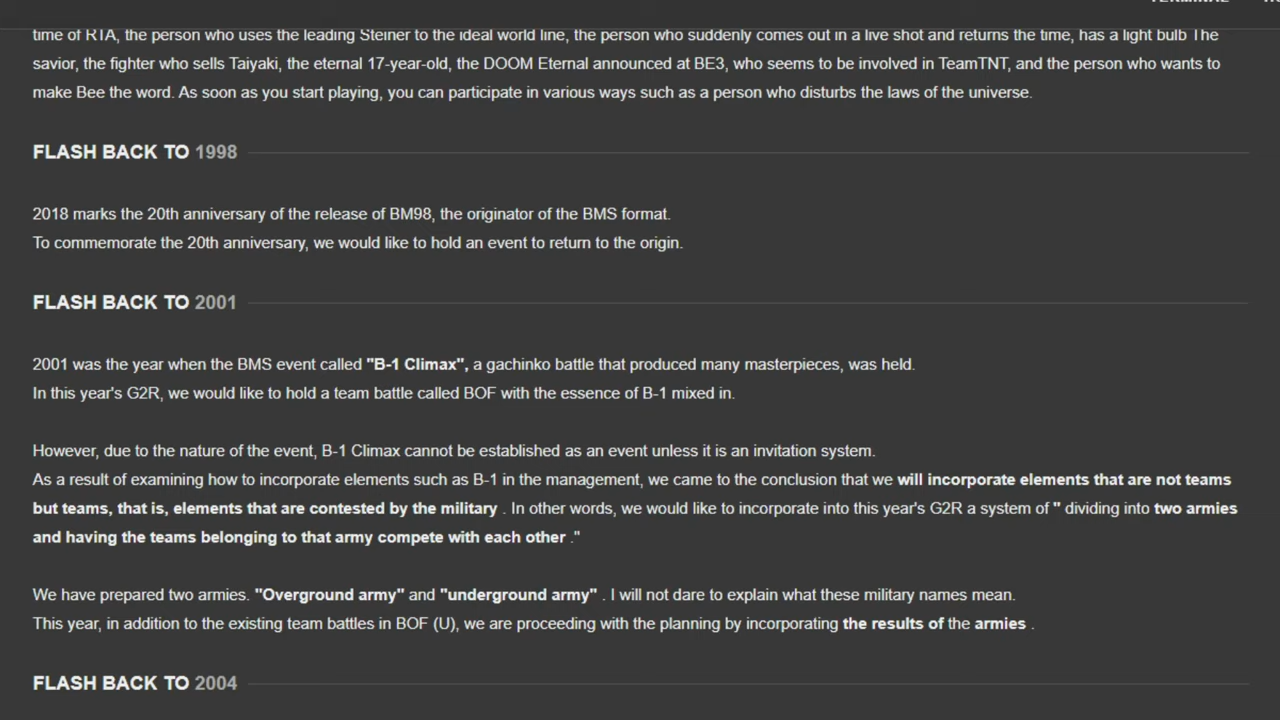 time of RTA, the person who uses the leading Steiner to the ideal world line, the person who suddenly comes out in a live shot and returns the time, has a light bulb The
savior, the fighter who sells Taiyaki, the eternal 17-year-old, the DOOM Eternal announced at BE3, who seems to be involved in TeamTNT, and the person who wants to
make Bee the word. As soon as you start playing, you can participate in various ways such as a person who disturbs the laws of the universe.
FLASH BACK TO 1998
2018 marks the 20th anniversary of the release of BM98, the originator of the BMS format.
To commemorate the 20th anniversary, we would like to hold an event to return to the origin.
FLASH BACK TO 2001
2001 was the year when the BMS event called "B-1 Climax", a gachinko battle that produced many masterpieces, was held.
In this year's G2R, we would like to hold a team battle called BOF with the essence of B-1 mixed in.
However, due to the nature of the event, B-1 Climax cannot be established as an event unless it is an invitation system.
As a result of examining how to incorporate elements such as B-1 in the management, we came to the conclusion that we will incorporate elements that are not teams
but teams, that is, elements that are contested by the military . In other words, we would like to incorporate into this year's G2R a system of " dividing into two armies
and having the teams belonging to that army compete with each other ."
We have prepared two armies. "Overground army" and "underground army" . I will not dare to explain what these military names mean.
This year, in addition to the existing team battles in BOF (U), we are proceeding with the planning by incorporating the results of the armies .
FLASH BACK TO 2004